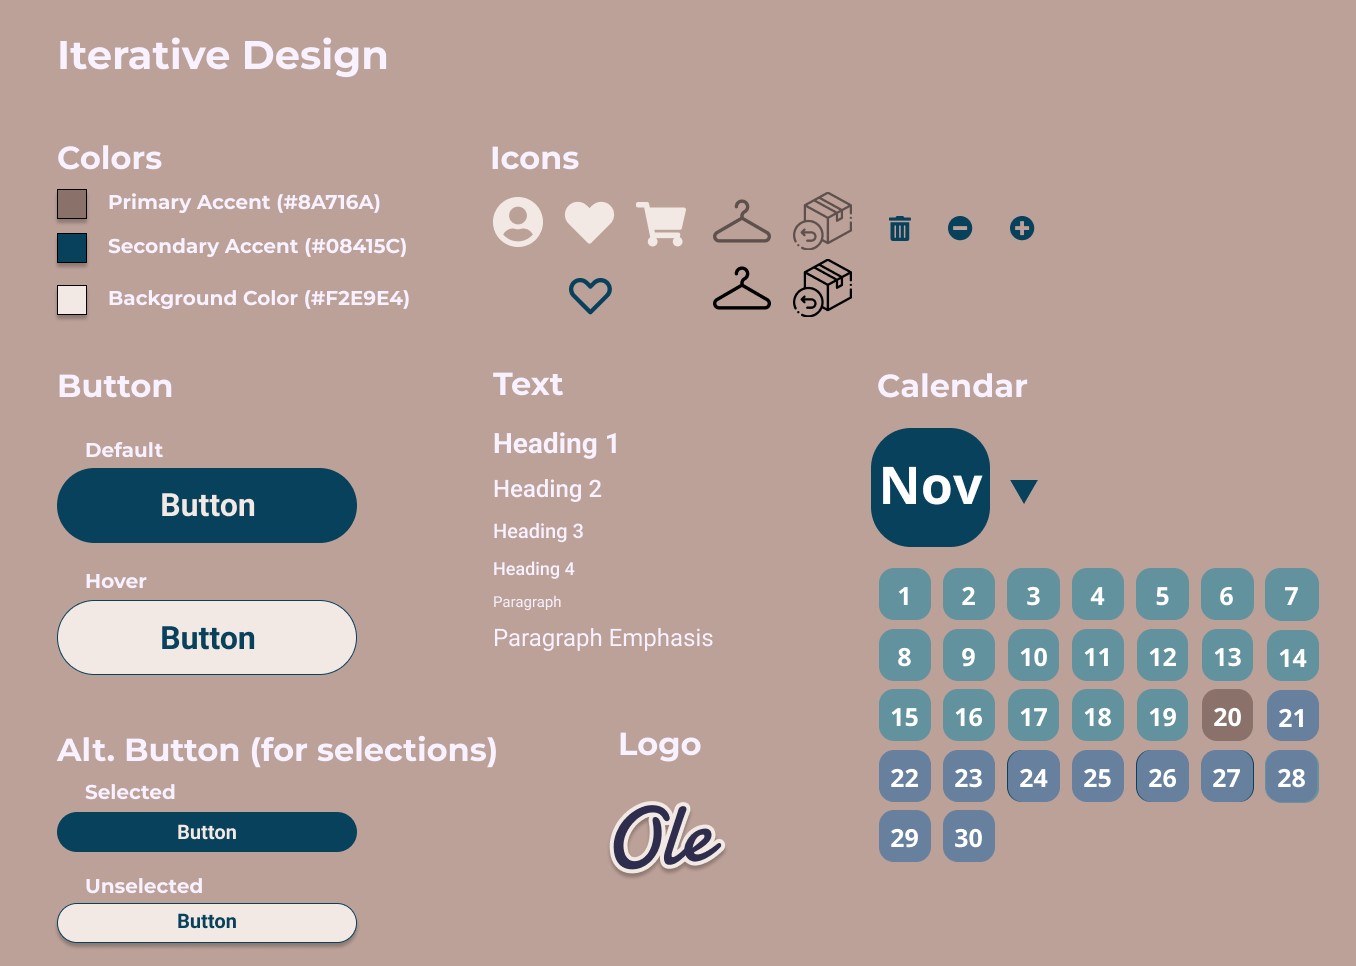 Iterative Design
Colors
Primary Accent (#8A716A)
Secondary Accent (#08415C)
Background Color (#F2E9E4)
Icons
Button
Default
Button
Hover
Button
Alt. Button (for selections)
Selected
Button
Unselected
Button
Text
Heading 1
Heading 2
Heading 3
Heading 4
Paragraph
Paragraph Emphasis
Logo
Ole
Calendar
Nov
1 2 3 4 5 6 7
8 9 10 11 12 13 14
15 16 17 18 19 20 21
22 23 24 25 26 27 28
29 30